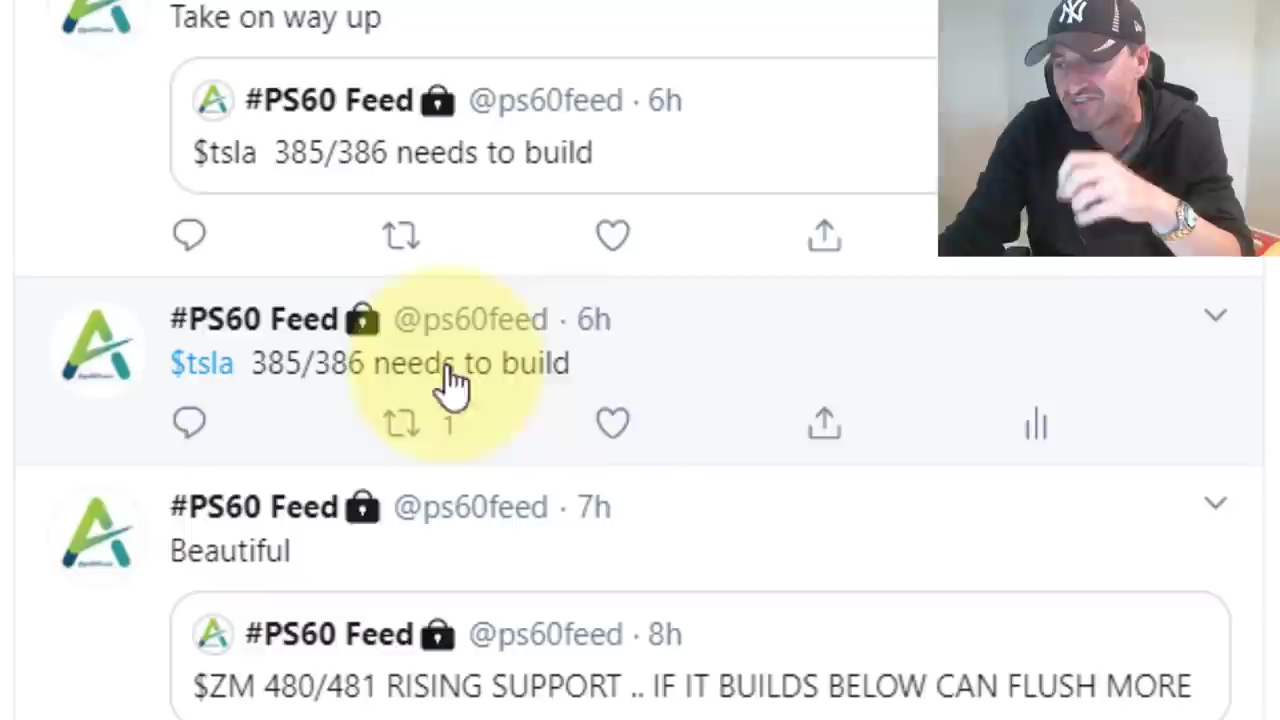 Take on way up
#PS60 Feed @ps60feed · 6h
$tsla 385/386 needs to build
#PS60 Feed @ps60feed · 6h
$tsla 385/386 needs to build
1
#PS60 Feed @ps60feed · 7h
Beautiful
#PS60 Feed @ps60feed · 8h
$ZM 480/481 RISING SUPPORT .. IF IT BUILDS BELOW CAN FLUSH MORE
NY